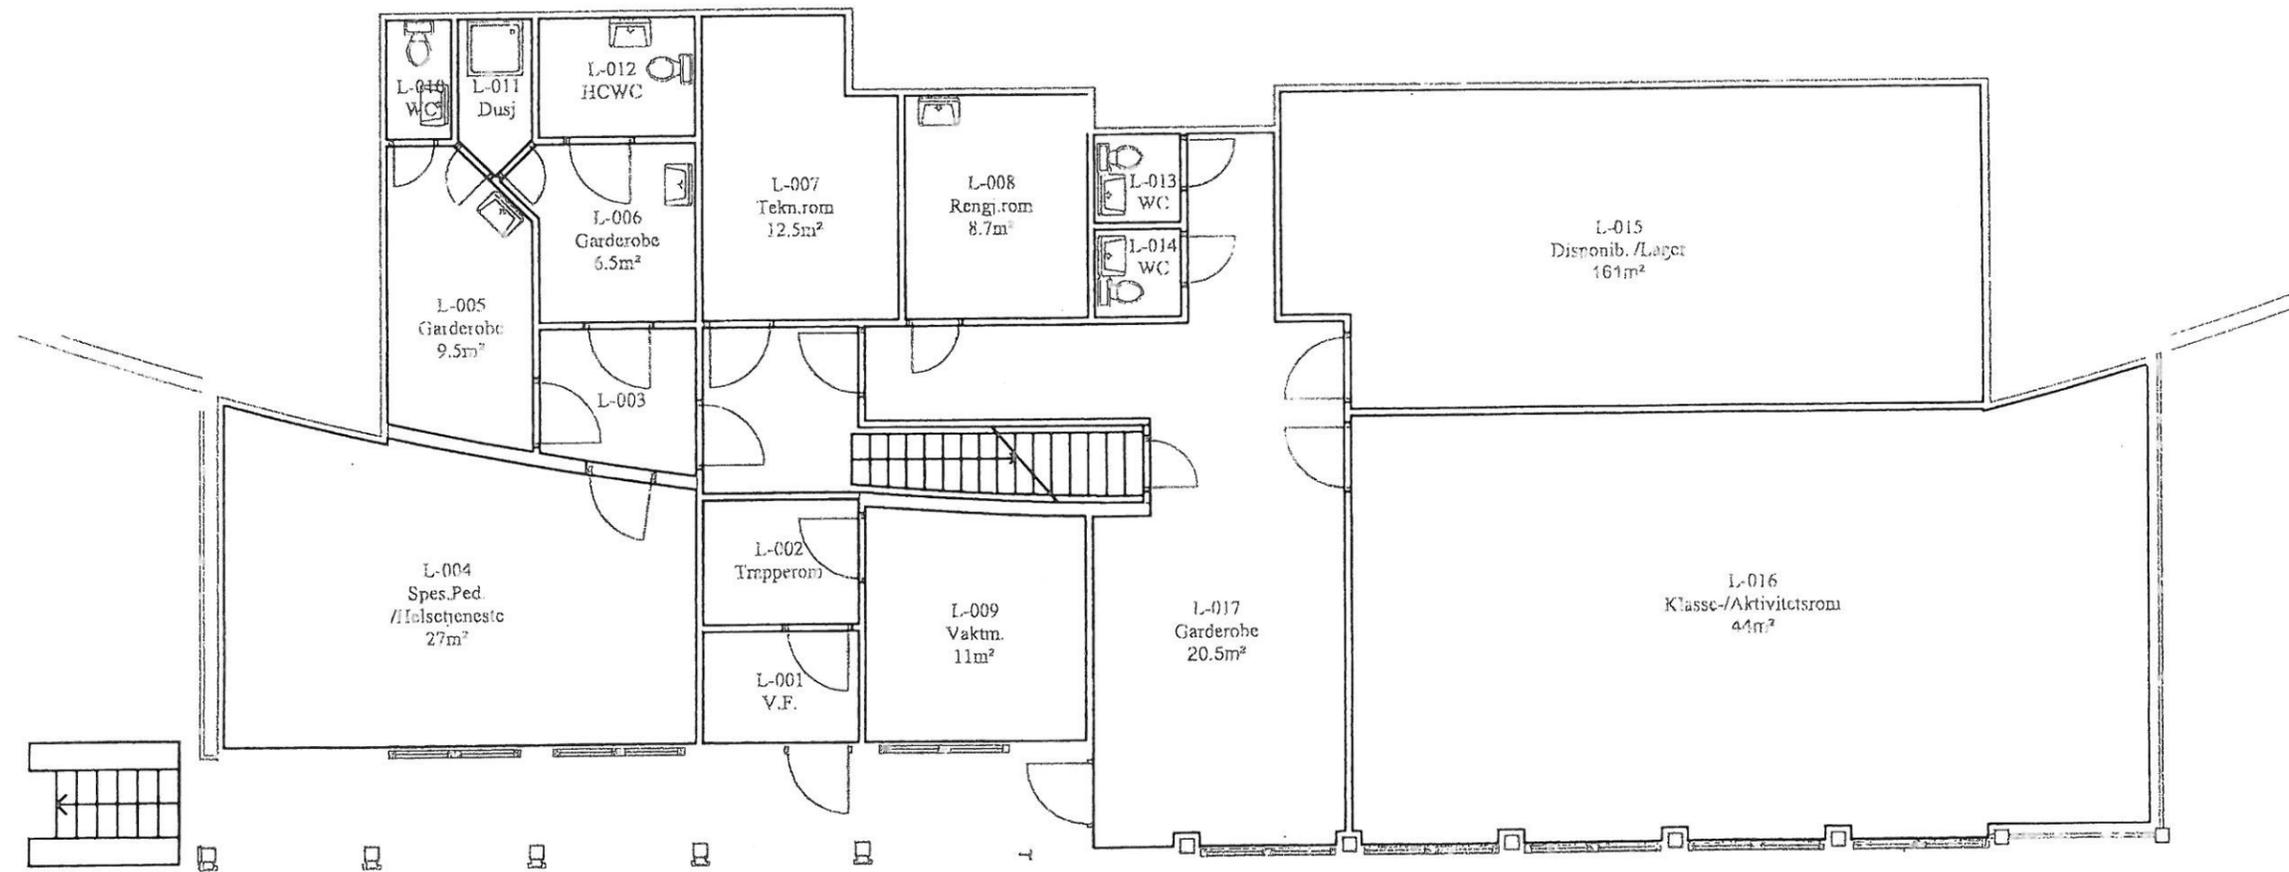 L-010
WC
L-011
Dusj
L-012
HCWC
L-007
Tekn.rom
12.5m²
L-008
Rengj.rom
8.7m²
L-013
WC
L-014
WC
L-015
Disponib. /Lager
161m²
L-006
Garderobe
6.5m²
L-005
Garderobe
9.5m²
L-003
L-004
Spes.Ped.
/Helsetjeneste
27m²
L-002
Trapperom
L-001
V.F.
L-009
Vaktm.
11m²
L-017
Garderobe
20.5m²
L-016
Klasse-/Aktivitetsrom
44m²